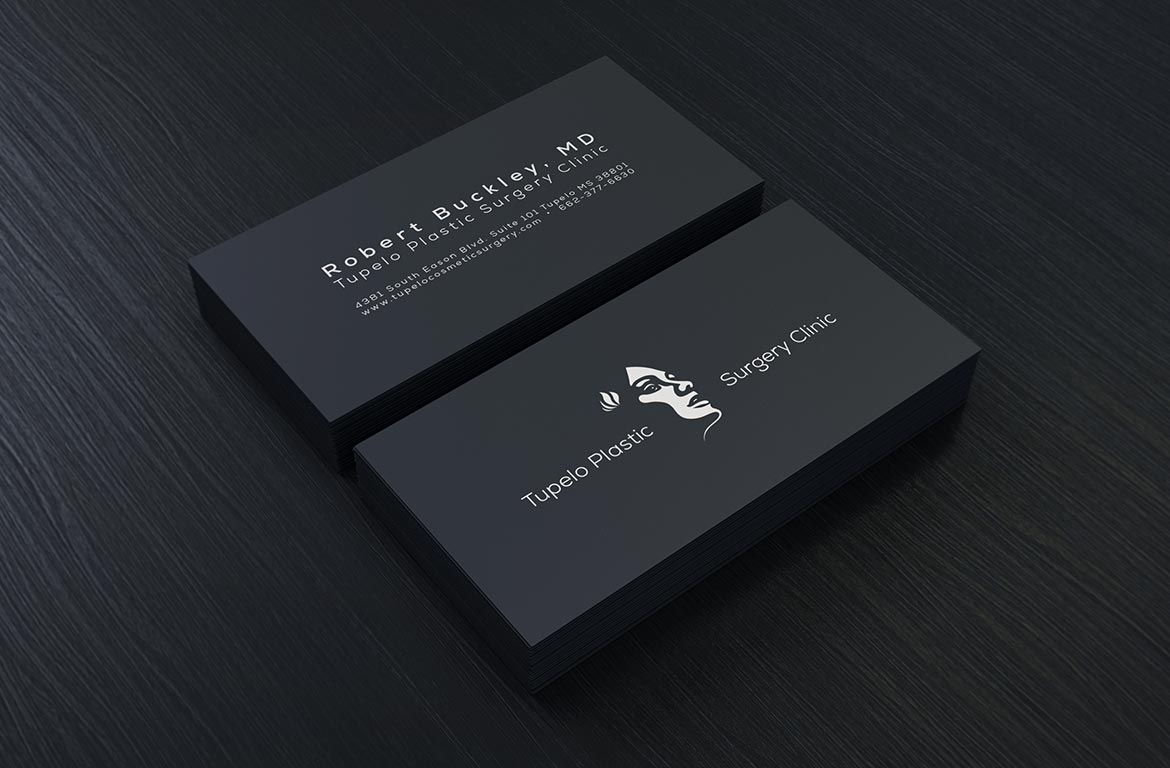 Robert Buckley, MD
Tupelo Plastic Surgery Clinic
4381 South Eason Blvd. Suite 101 Tupelo MS 38801
www.tupelocosmeticsurgery.com : 662-377-6630
Tupelo Plastic Surgery Clinic